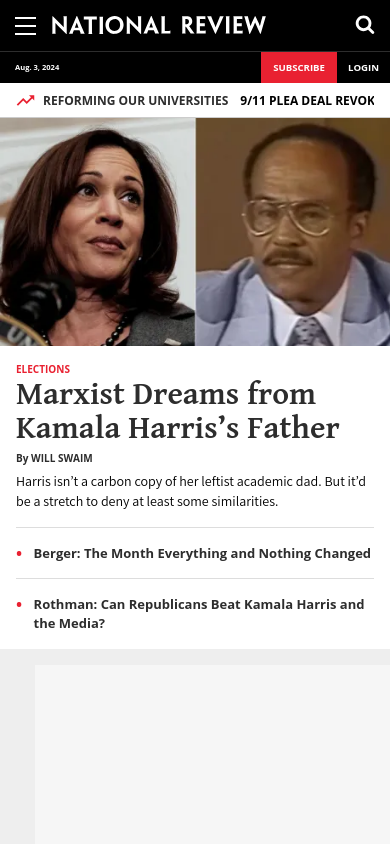 NATIONAL REVIEW
Aug. 3, 2024
SUBSCRIBE
LOGIN
REFORMING OUR UNIVERSITIES
9/11 PLEA DEAL REVOK
ELECTIONS
Marxist Dreams from
Kamala Harris’s Father
By WILL SWAIM
Harris isn’t a carbon copy of her leftist academic dad. But it’d
be a stretch to deny at least some similarities.
Berger: The Month Everything and Nothing Changed
Rothman: Can Republicans Beat Kamala Harris and
the Media?